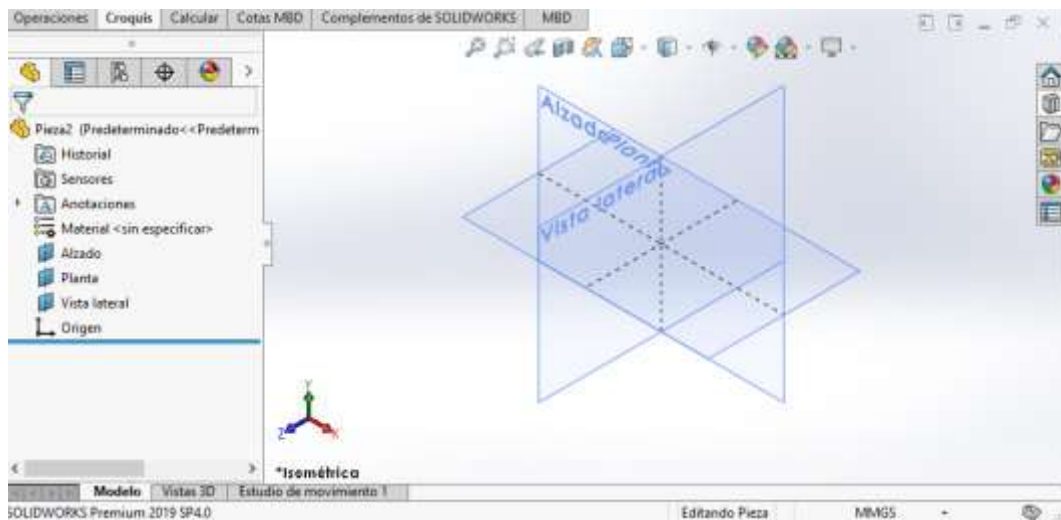 Operaciones Croquis Calcular Cotas MBD Complementos de SOLIDWORKS MBD
Pieza2 (Predeterminado<<Predeterm
Historial
Sensores
Anotaciones
Material <sin especificar>
Alzado
Planta
Vista lateral
Origen
Alzado
Planta
Vista lateral
Y
Z
X
*Isométrica
Modelo Vistas 3D Estudio de movimiento 1
SOLIDWORKS Premium 2019 SP4.0 Editando Pieza MMGS